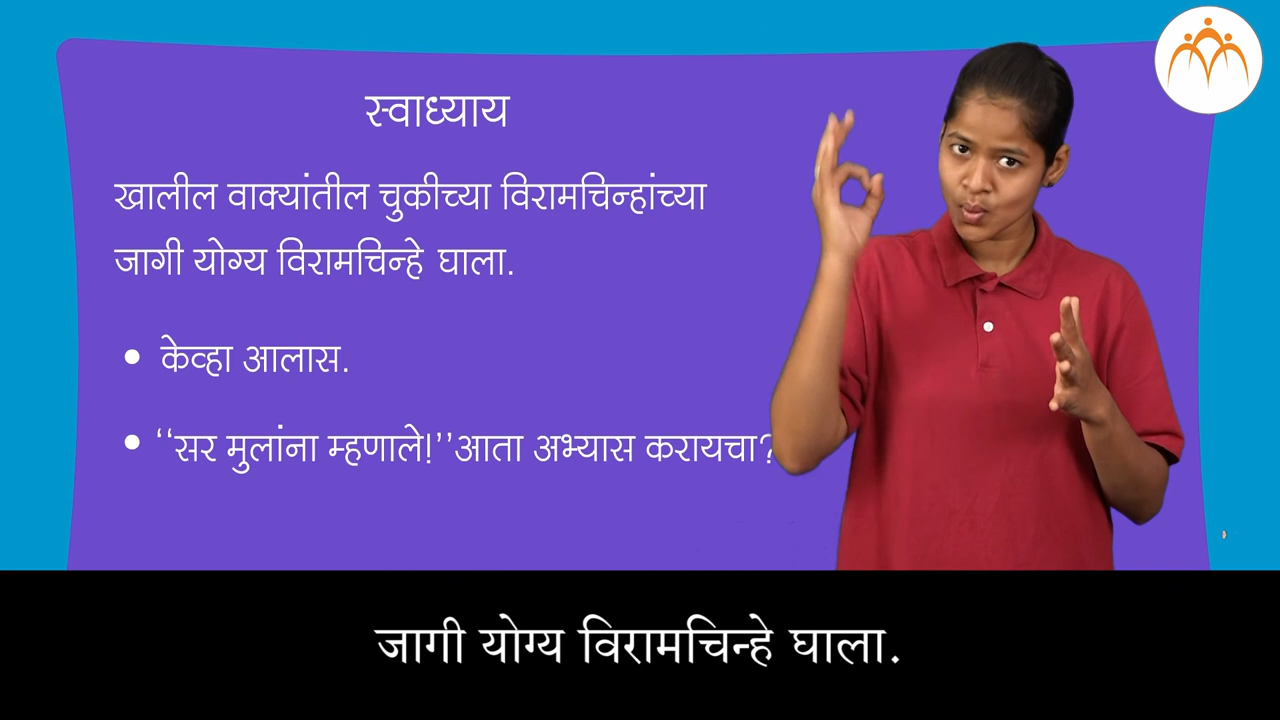 स्वाध्याय
खालील वाक्यांतील चुकीच्या विरामचिन्हांच्या
जागी योग्य विरामचिन्हे घाला.
• केव्हा आलास.
• ‘‘सर मुलांना म्हणाले!’’आता अभ्यास करायचा?
जागी योग्य विरामचिन्हे घाला.